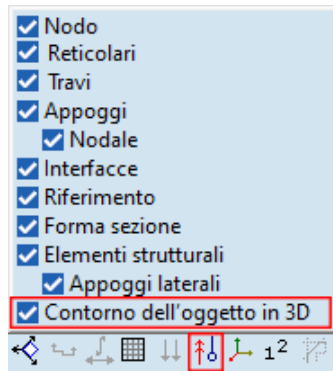 Nodo
Reticolari
Travi
Appoggi
Nodale
Interfacce
Riferimento
Forma sezione
Elementi strutturali
Appoggi laterali
Contorno dell'oggetto in 3D
1²